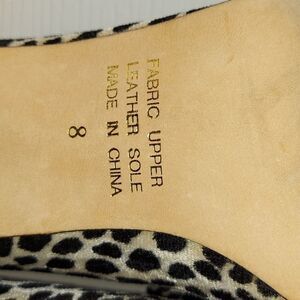 FABRIC UPPER
LEATHER SOLE
MADE IN CHINA
8